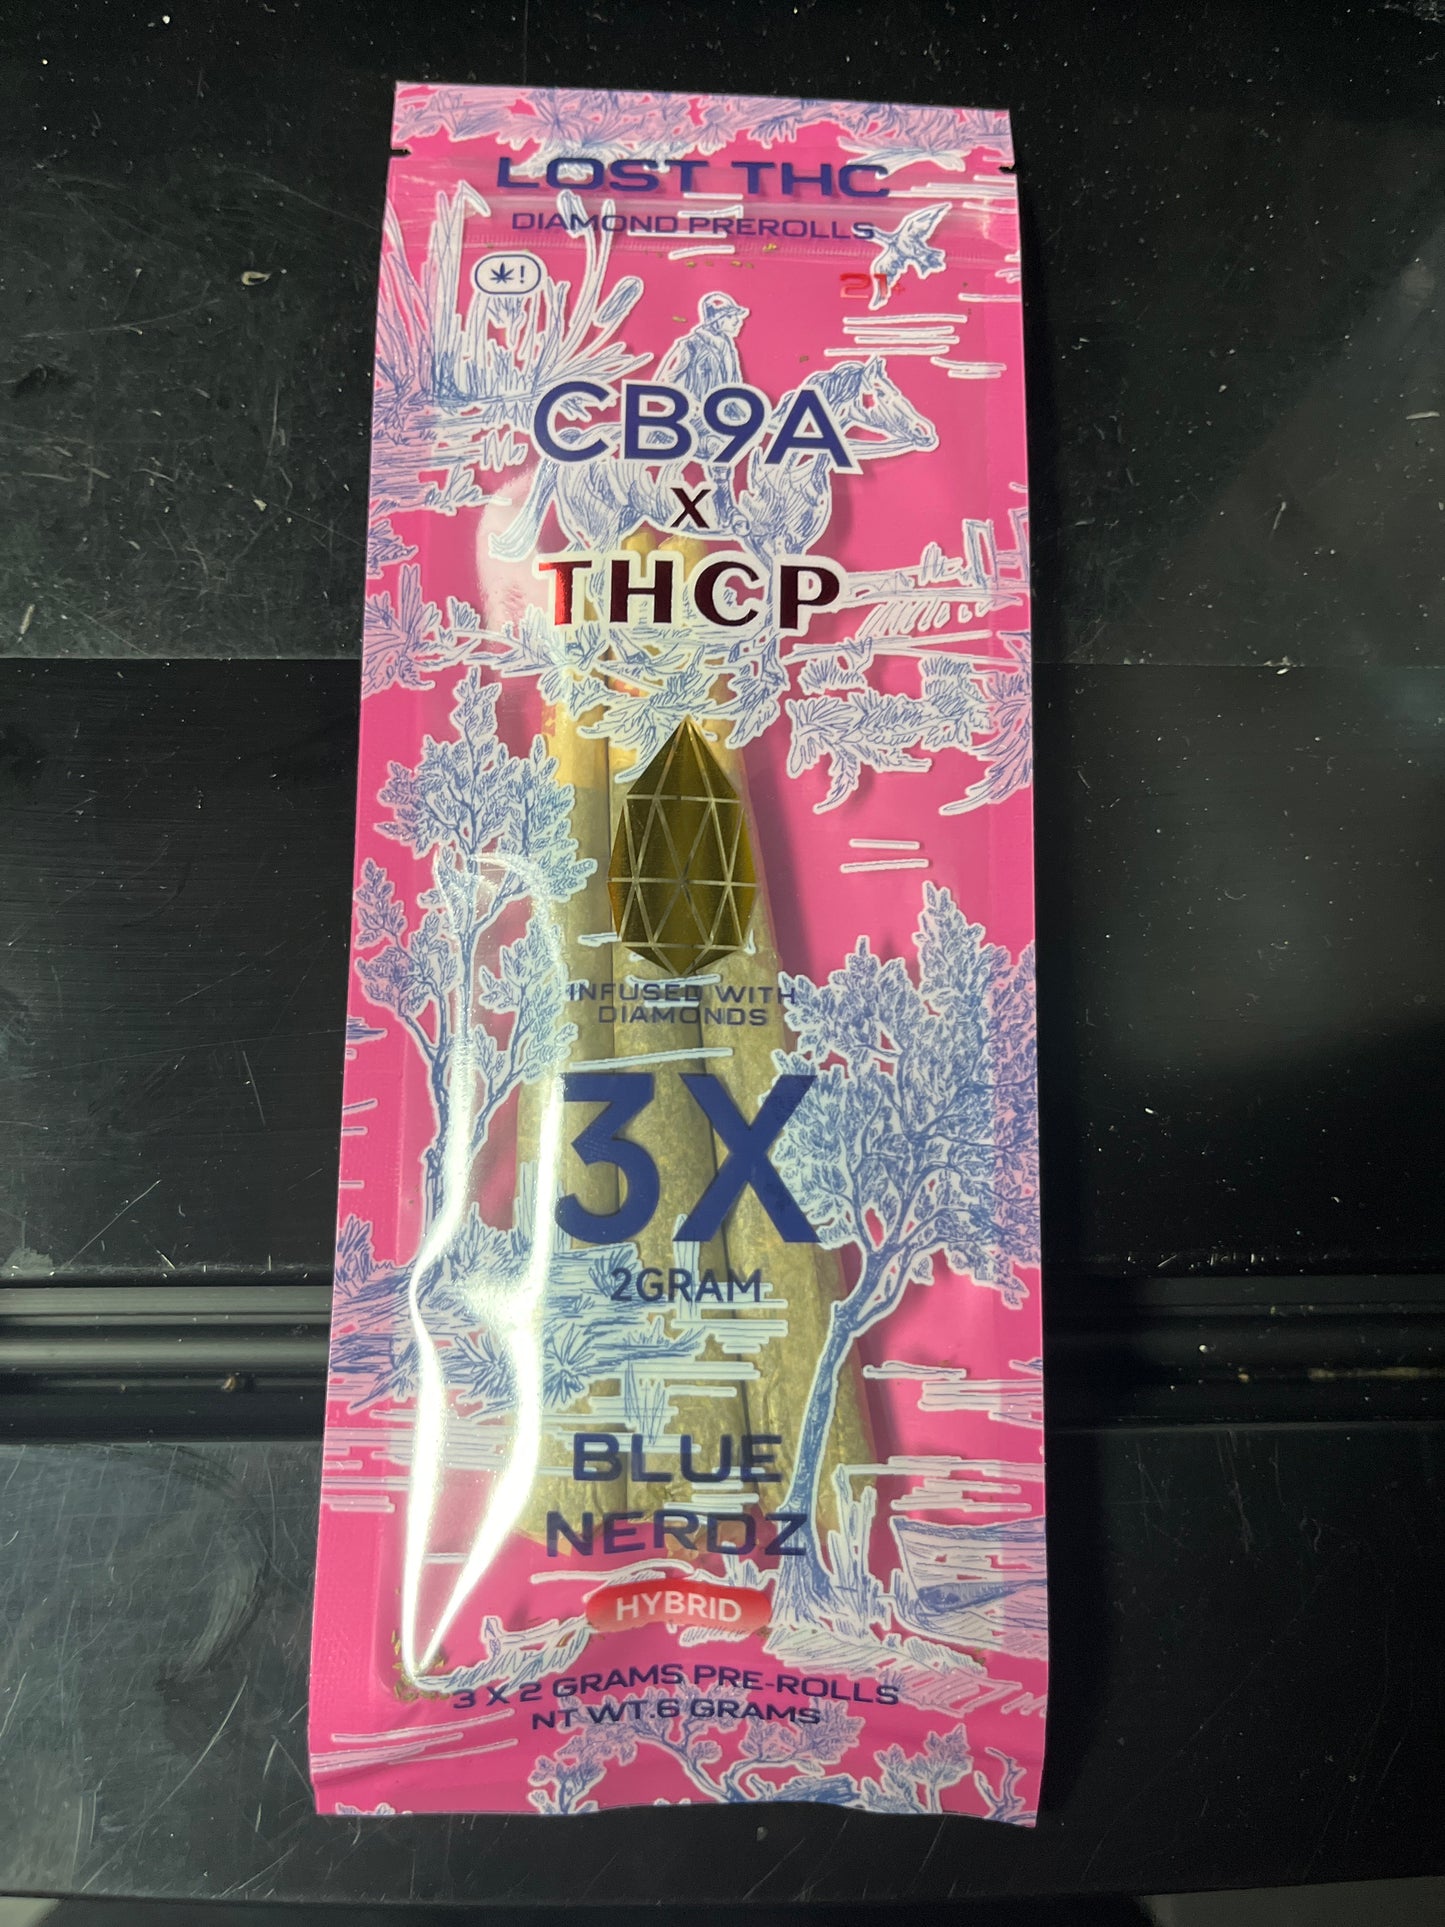 LOST THC
DIAMOND PREROLLS
!
21+
CB9A
X
THCP
INFUSED WITH
DIAMONDS
3X
2GRAM
BLUE
NERDZ
HYBRID
3 X 2 GRAMS PRE-ROLLS
NT WT.6 GRAMS